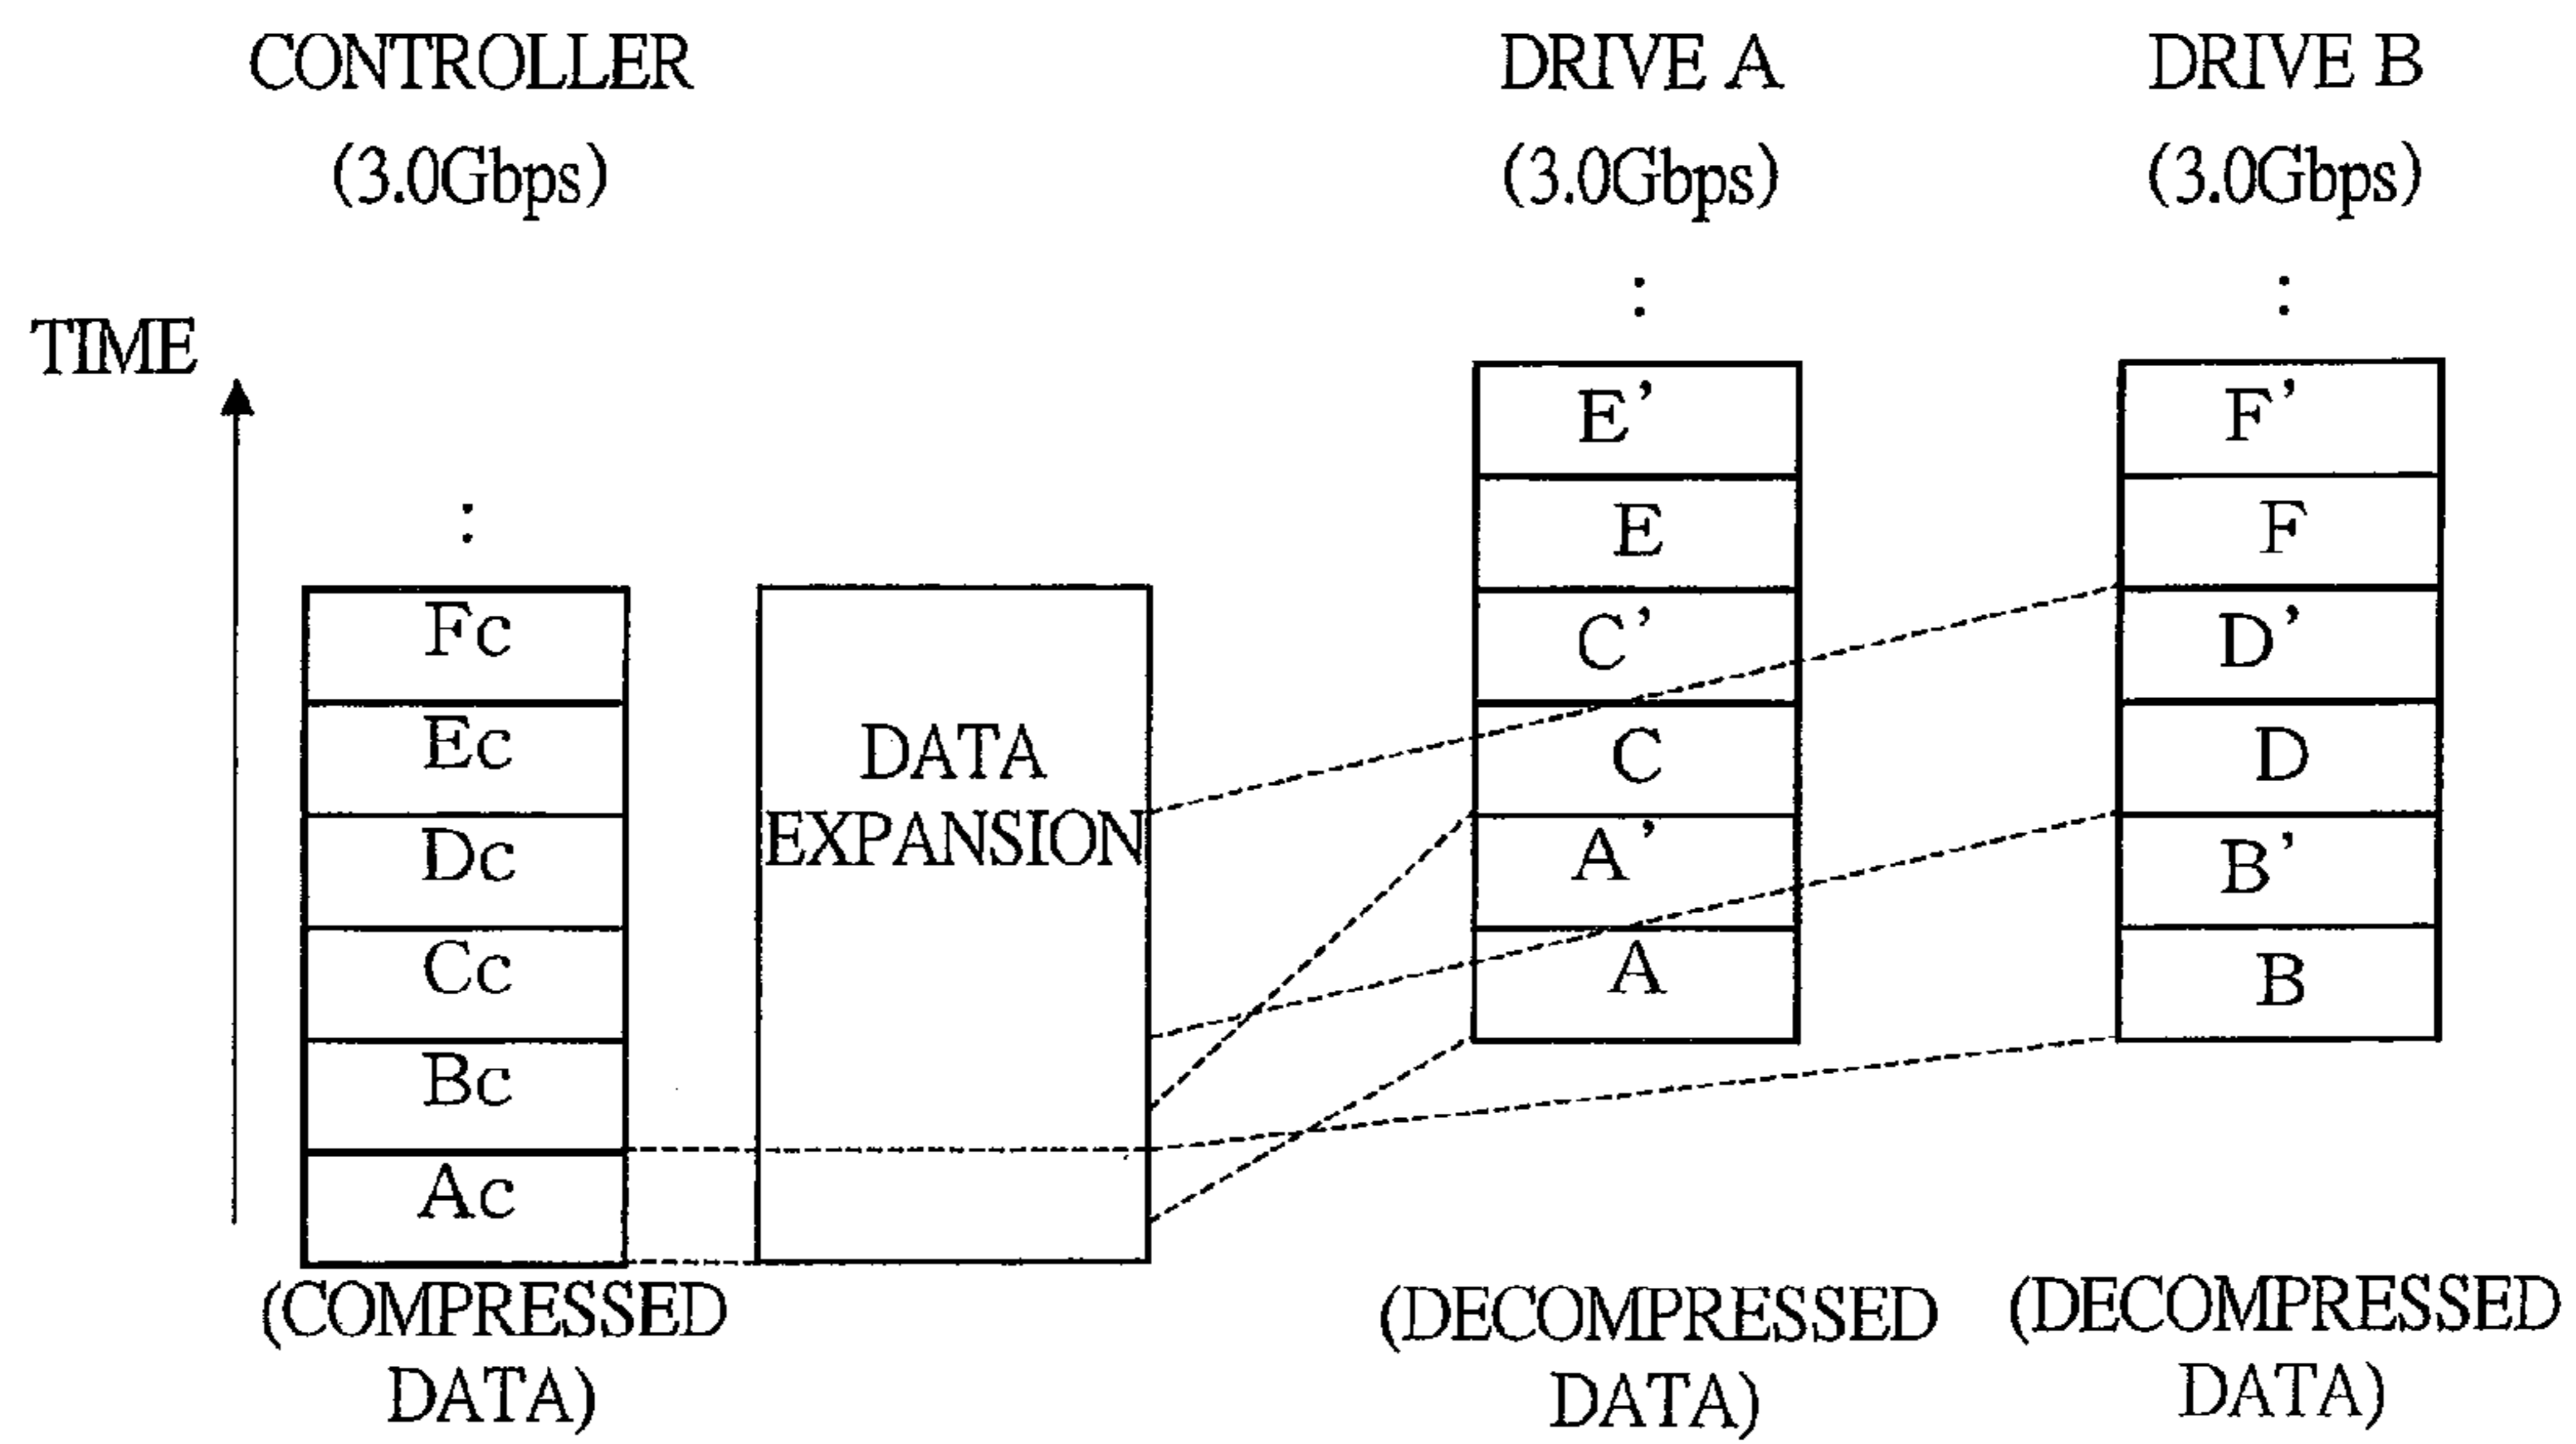 CONTROLLER
(3.0Gbps)
DRIVE A
(3.0Gbps)
DRIVE B
(3.0Gbps)
TIME
:
Fc
Ec
Dc
Cc
Bc
Ac
(COMPRESSED
DATA)
DATA
EXPANSION
:
E’
E
C’
C
A’
A
(DECOMPRESSED
DATA)
:
F’
F
D’
D
B’
B
(DECOMPRESSED
DATA)